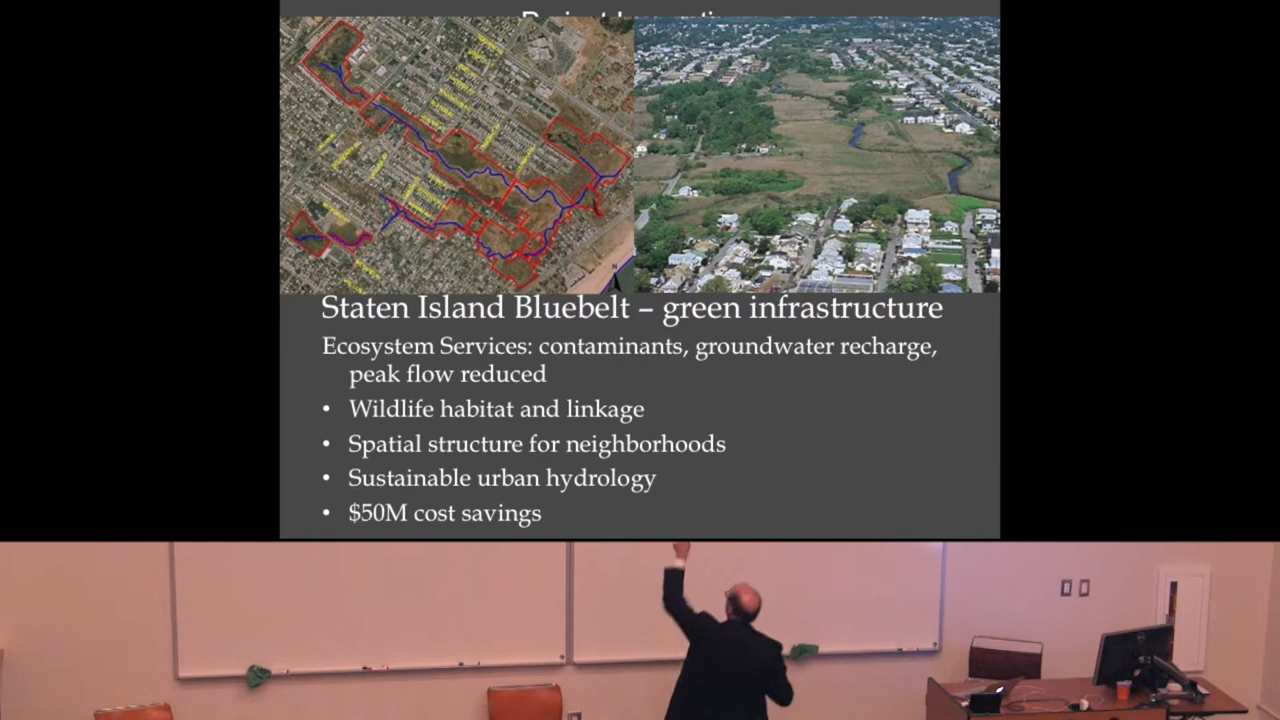 Staten Island Bluebelt – green infrastructure
Ecosystem Services: contaminants, groundwater recharge,
peak flow reduced
• Wildlife habitat and linkage
• Spatial structure for neighborhoods
• Sustainable urban hydrology
• $50M cost savings